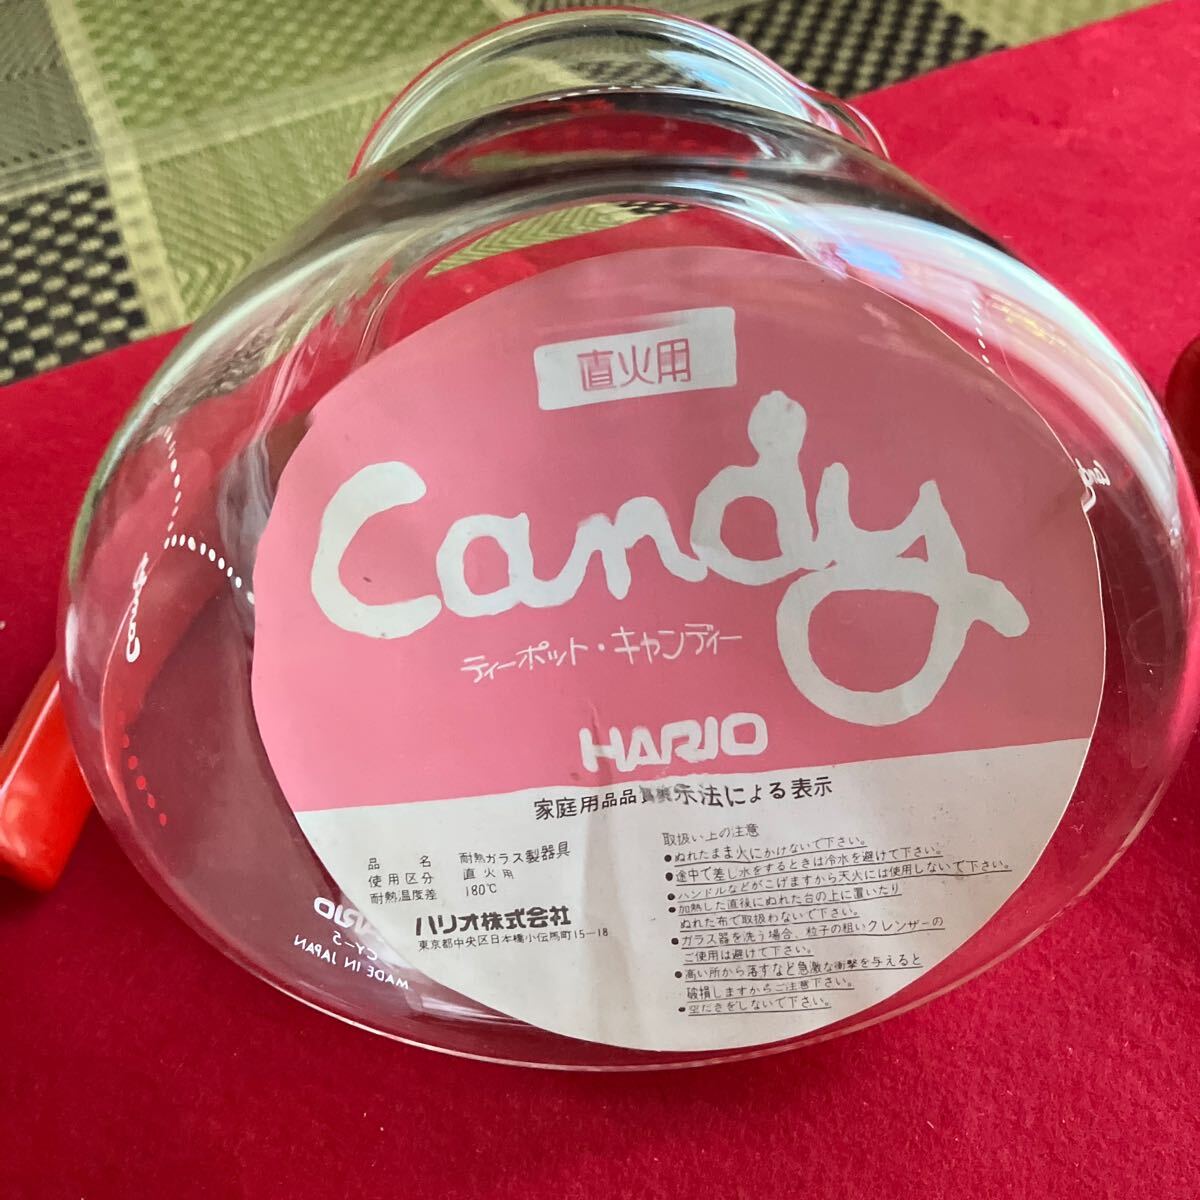 直火用
Candy
ティーポット・キャンディー
HARIO
家庭用品品質表示法による表示
品名 耐熱ガラス製器具
使用区分 直火用
耐熱温度差 180℃
ハリオ株式会社
東京都中央区日本橋小伝馬町15-18
取扱い上の注意
●ぬれたまま火にかけないで下さい。
●途中で差し水をするときは冷水を避けて下さい。
●ハンドルなどがこげますから天火には使用しないで下さい。
●加熱した直後にぬれた台の上に置いたり
ぬれた布で取扱わないで下さい。
●ガラス器を洗う場合、粒子の粗いクレンザーの
ご使用は避けて下さい。
●高い所から落すなど急激な衝撃を与えると
破損しますからご注意下さい。
●空だきをしないで下さい。
HARIO
CY-5
MADE IN JAPAN
Candy
Candy